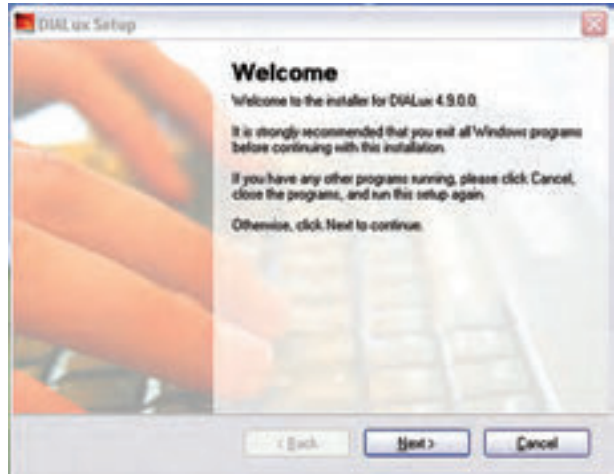 DIALux Setup
Welcome
Welcome to the installer for DIALux 4.9.0.0.
It is strongly recommended that you exit all Windows programs
before continuing with this installation.
If you have any other programs running, please click Cancel,
close the programs, and run this setup again.
Otherwise, click Next to continue.
< Back
Next >
Cancel